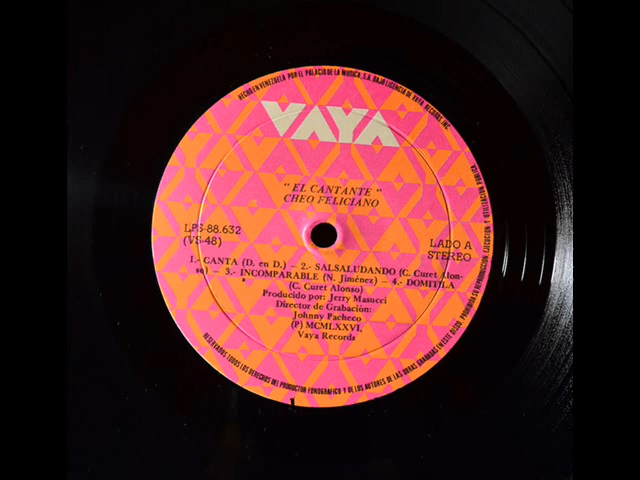 HECHO EN VENEZUELA POR EL PALACIO DE LA MUSICA, S.A. BAJO LICENCIA DE VAYA, RECORDS, INC.
VAYA
"EL CANTANTE"
CHEO FELICIANO
LPS-88.632
(VS-48)
LADO A
STEREO
1.- CANTA (D. en D.) — 2.- SALSALUDANDO (C. Curet Alon-
so) — 3.- INCOMPARABLE (N. Jiménez) — 4.- DOMITILA
(C. Curet Alonso)
Producido por: Jerry Masucci
Director de Grabación:
Johnny Pacheco
(P) MCMLXXVI,
Vaya Records
RESERVADOS TODOS LOS DERECHOS DEL PRODUCTOR FONOGRAFICO Y DE LOS AUTORES DE LAS OBRAS GRABADAS EN ESTE DISCO. PROHIBIDA SU REPRODUCCION, EJECUCION Y UTILIZACION PUBLICA